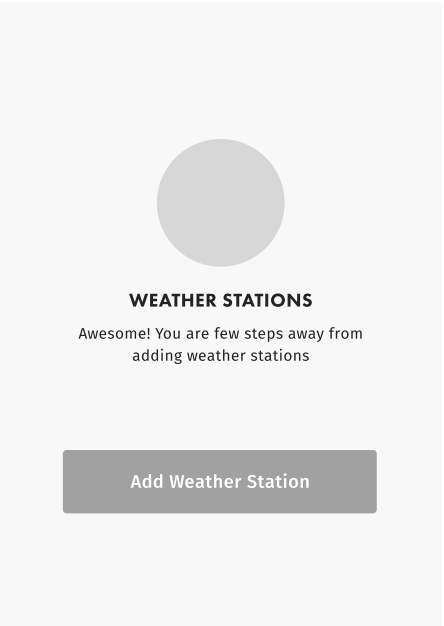 WEATHER STATIONS
Awesome! You are few steps away from
adding weather stations
Add Weather Station